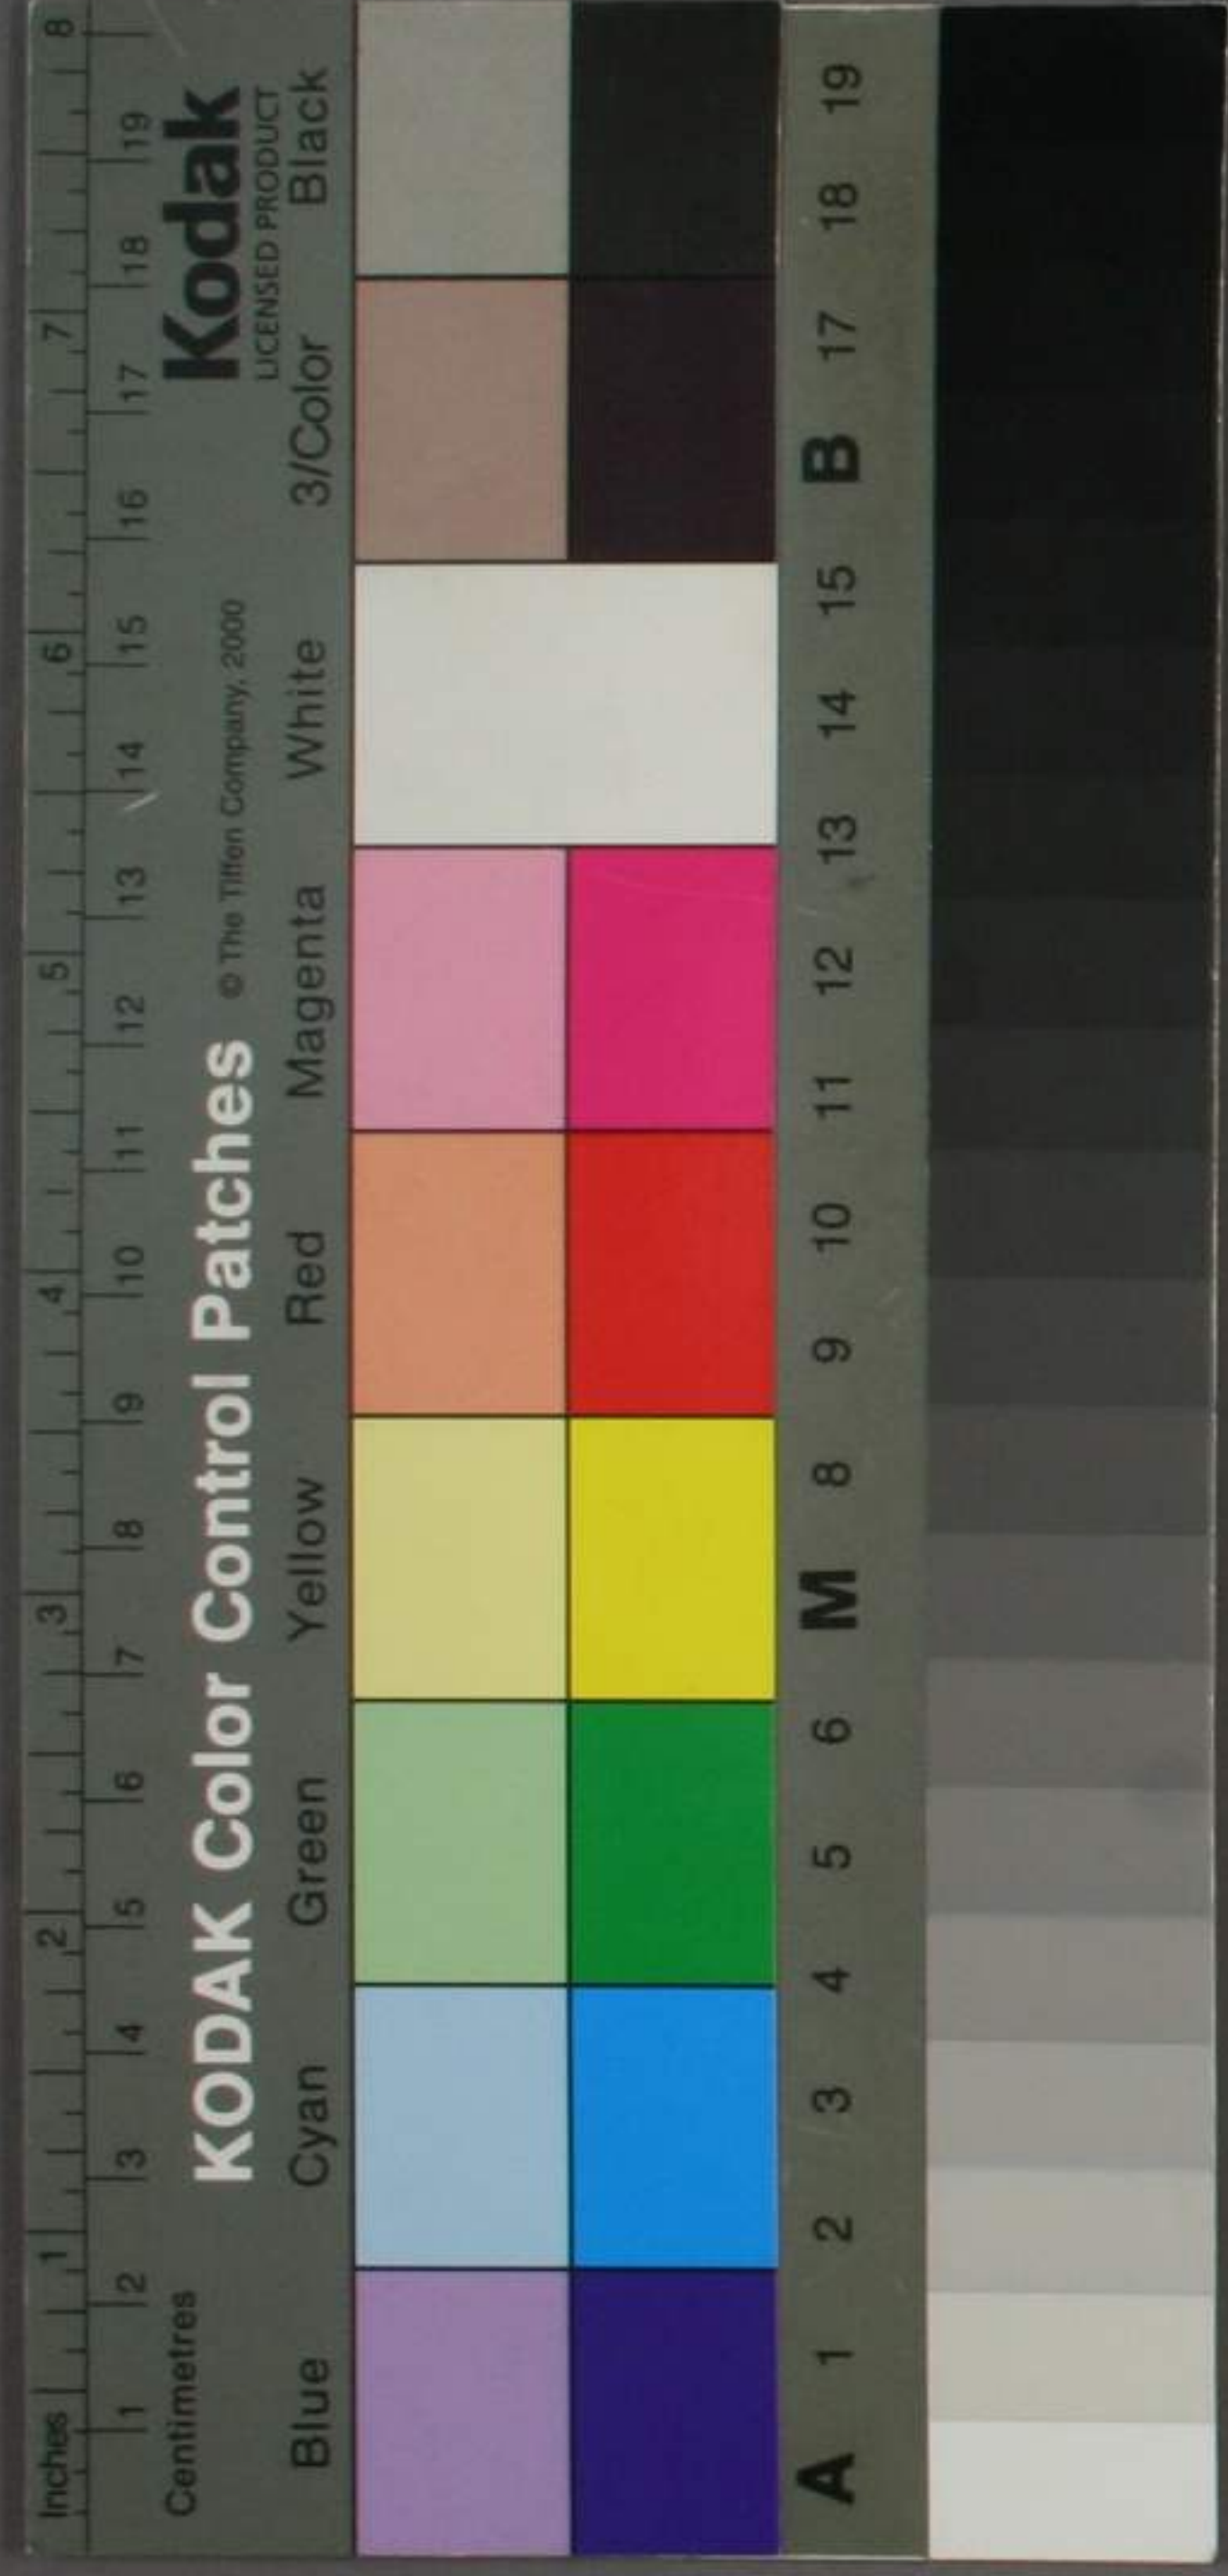 Inches 1 2 3 4 5 6 7 8
Centimetres 1 2 3 4 5 6 7 8 9 10 11 12 13 14 15 16 17 18 19
KODAK Color Control Patches © The Tiffen Company, 2000
Kodak
LICENSED PRODUCT
Blue Cyan Green Yellow Red Magenta White 3/Color Black
A 1 2 3 4 5 6 M 8 9 10 11 12 13 14 15 B 17 18 19